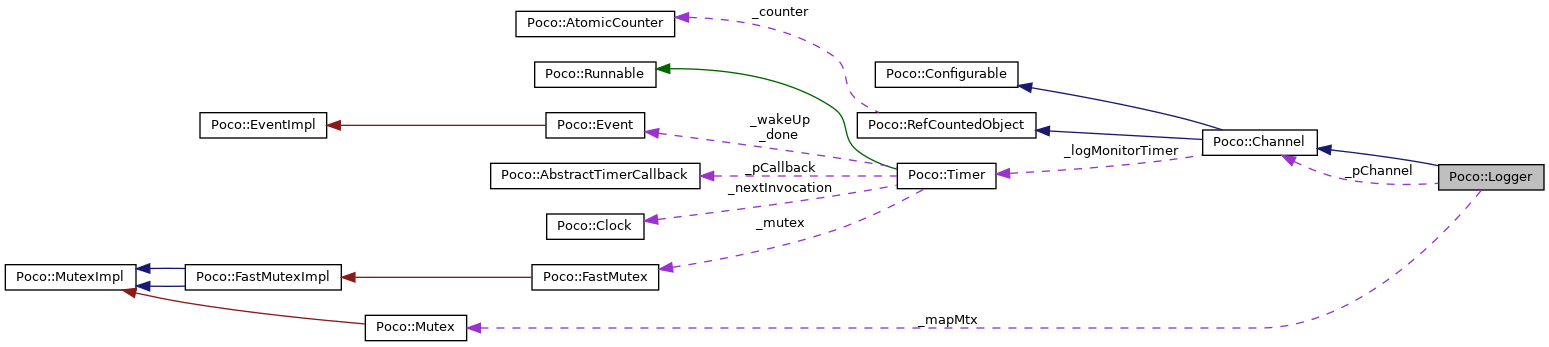 _counter
Poco::AtomicCounter
Poco::Runnable
Poco::Configurable
Poco::EventImpl
Poco::Event
_wakeUp
_done
Poco::RefCountedObject
Poco::Channel
_logMonitorTimer
Poco::AbstractTimerCallback
_pCallback
Poco::Timer
_pChannel
Poco::Logger
_nextInvocation
Poco::Clock
_mutex
Poco::MutexImpl
Poco::FastMutexImpl
Poco::FastMutex
Poco::Mutex
_mapMtx